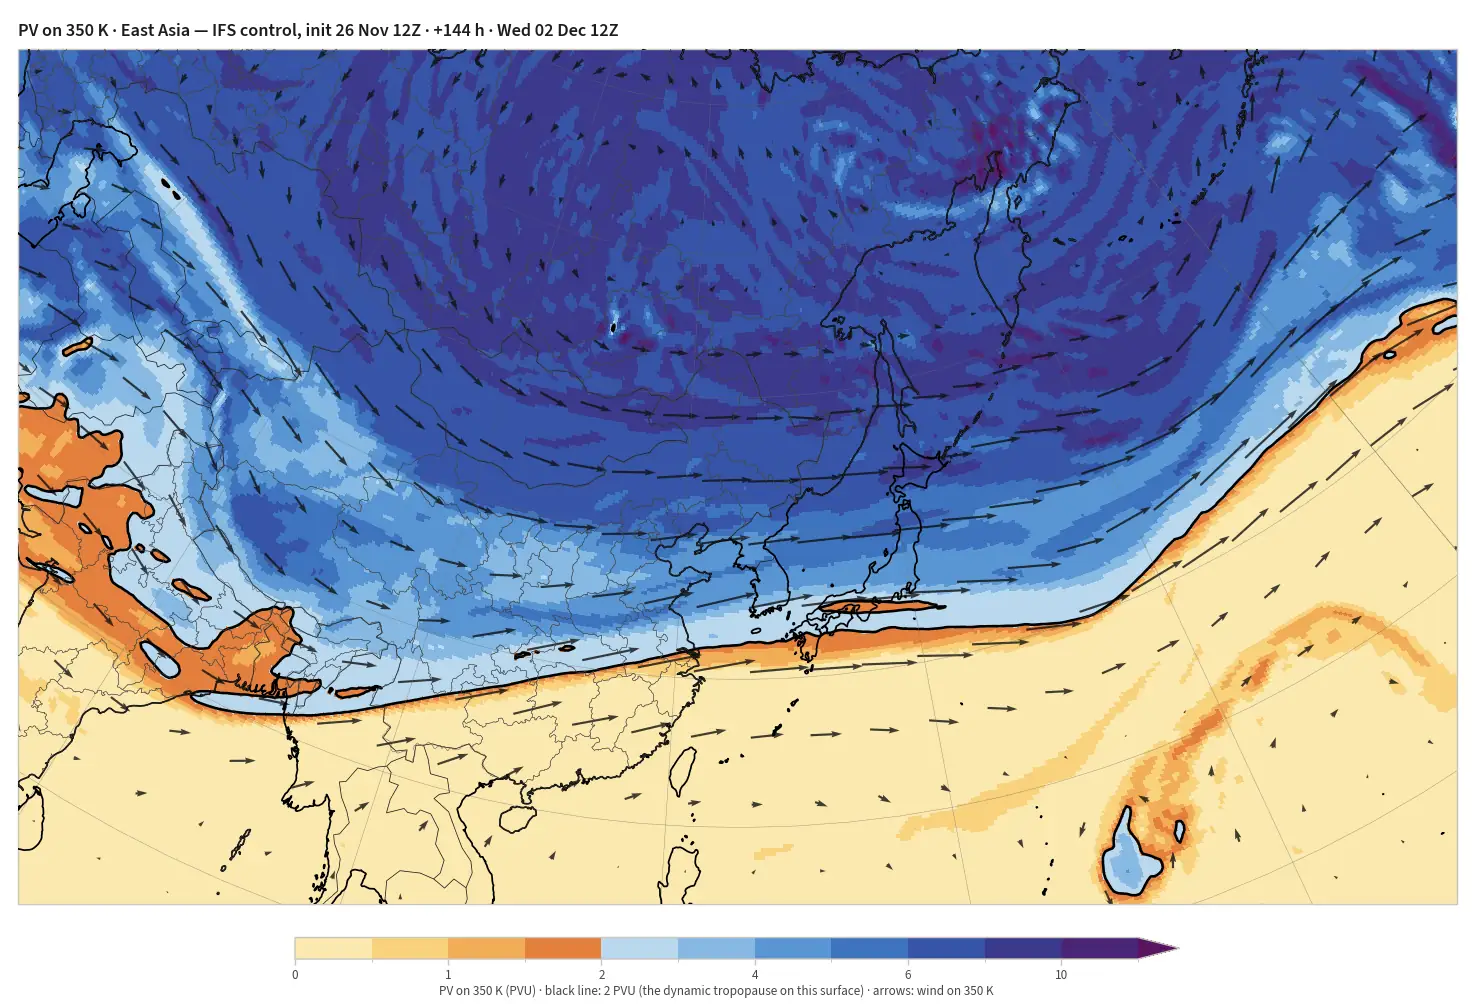 PV on 350 K · East Asia — IFS control, init 26 Nov 12Z · +144 h · Wed 02 Dec 12Z
0 1 2 4 6 10
PV on 350 K (PVU) · black line: 2 PVU (the dynamic tropopause on this surface) · arrows: wind on 350 K